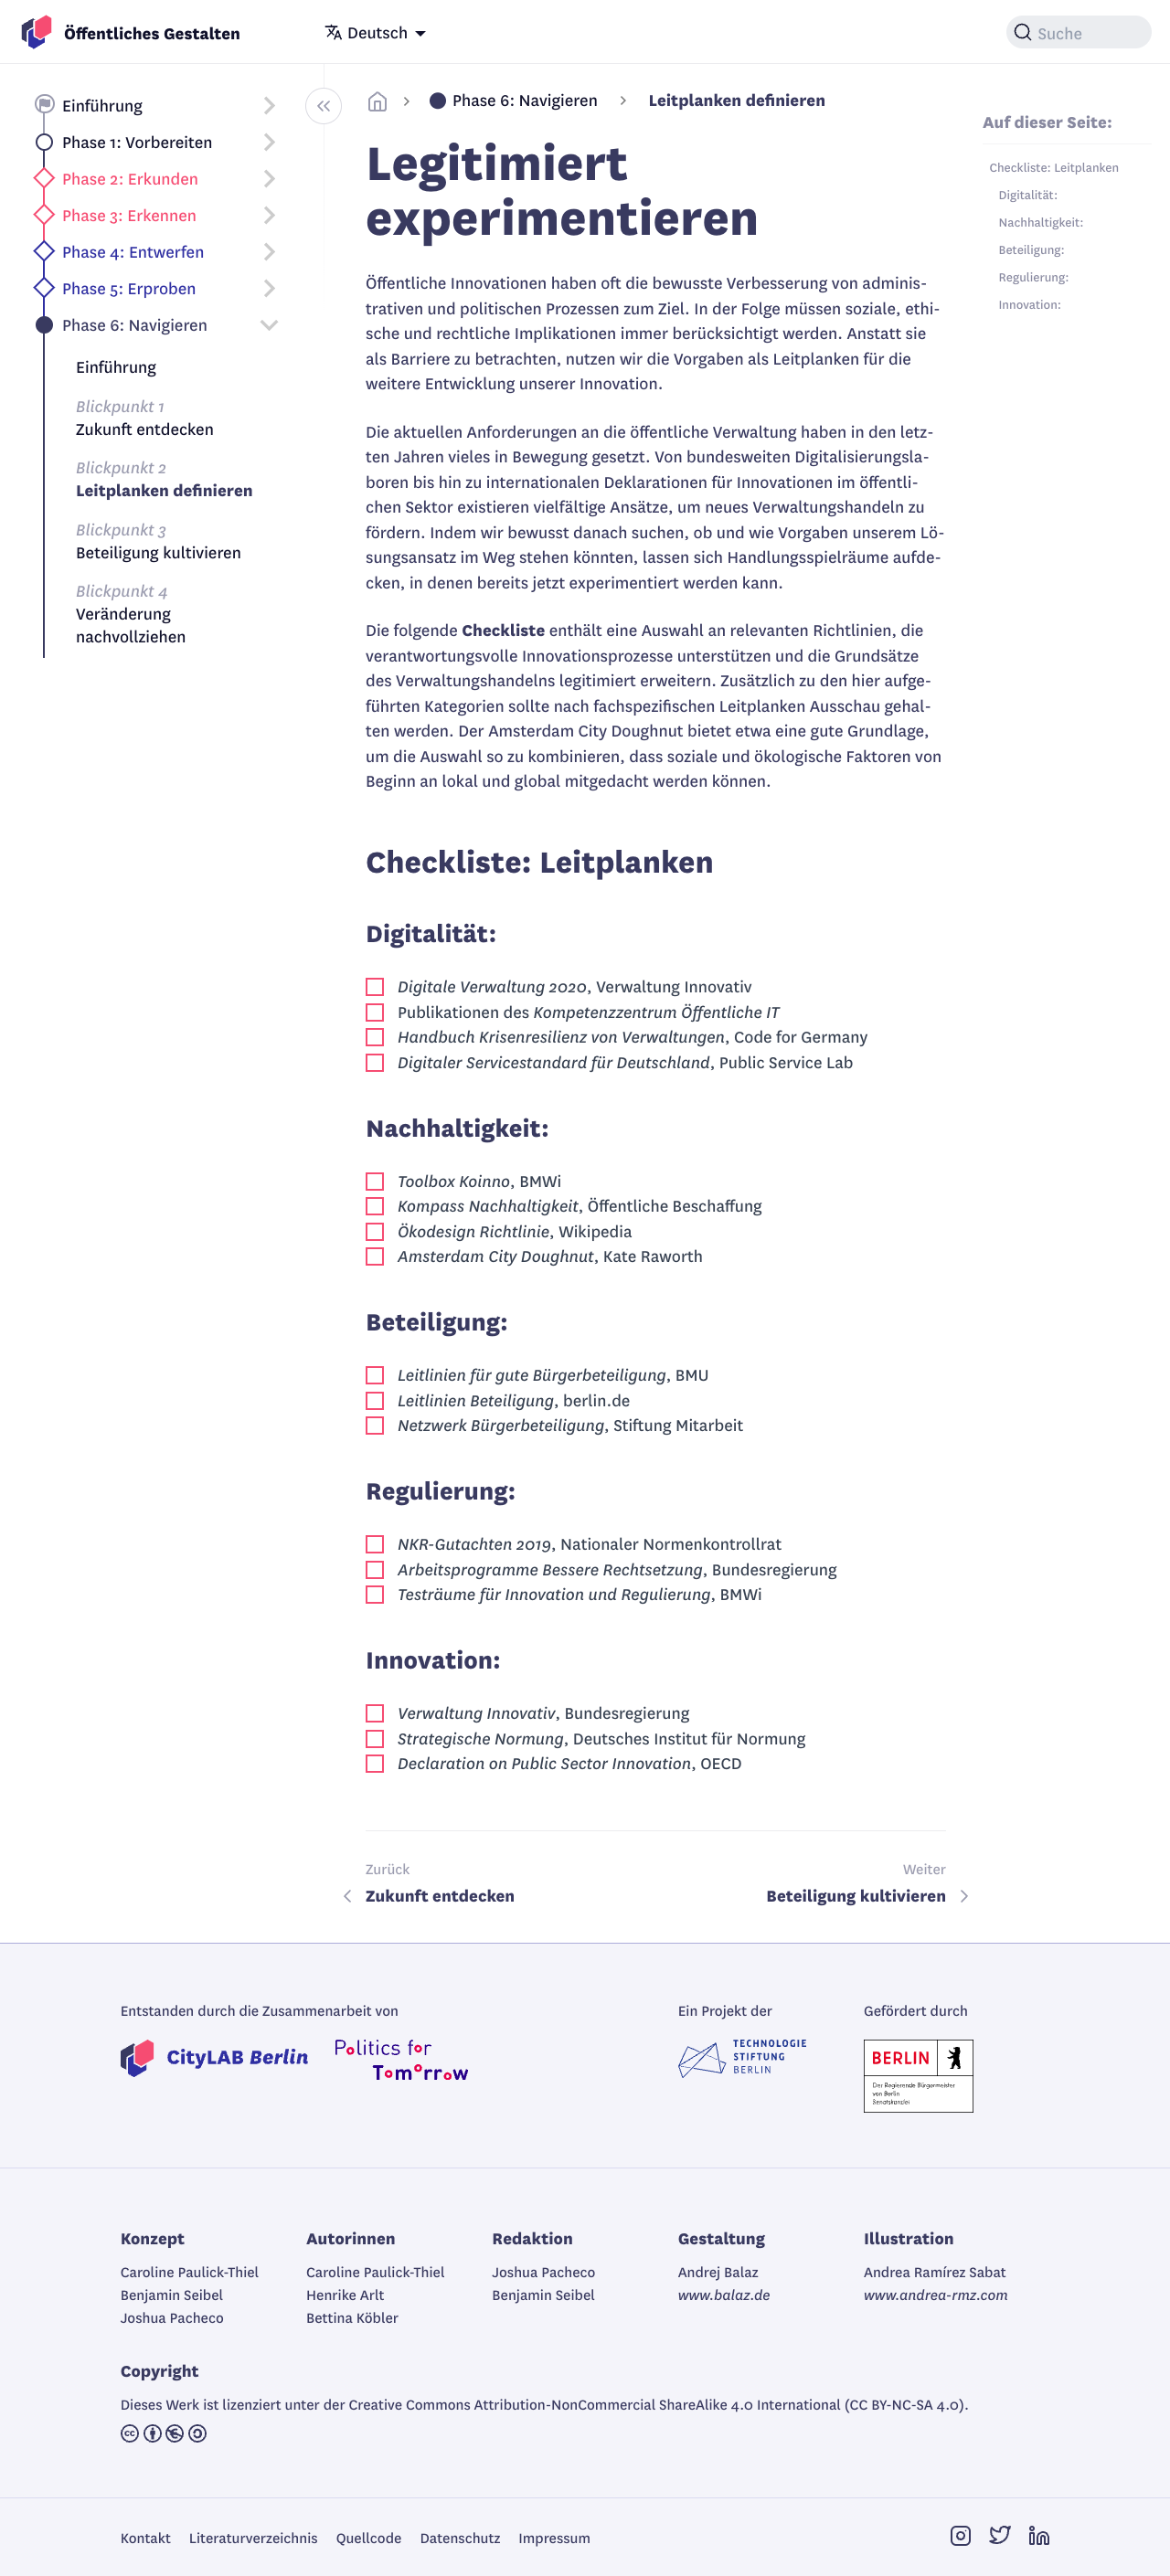 Öffentliches Gestalten
Deutsch
Suche
Einführung
Phase 1: Vorbereiten
Phase 2: Erkunden
Phase 3: Erkennen
Phase 4: Entwerfen
Phase 5: Erproben
Phase 6: Navigieren
Einführung
Blickpunkt 1
Zukunft entdecken
Blickpunkt 2
Leitplanken definieren
Blickpunkt 3
Beteiligung kultivieren
Blickpunkt 4
Veränderung
nachvollziehen
Phase 6: Navigieren
Leitplanken definieren
Legitimiert
experimentieren
Öffentliche Innovationen haben oft die bewusste Verbesserung von adminis-
trativen und politischen Prozessen zum Ziel. In der Folge müssen soziale, ethi-
sche und rechtliche Implikationen immer berücksichtigt werden. Anstatt sie
als Barriere zu betrachten, nutzen wir die Vorgaben als Leitplanken für die
weitere Entwicklung unserer Innovation.
Die aktuellen Anforderungen an die öffentliche Verwaltung haben in den letz-
ten Jahren vieles in Bewegung gesetzt. Von bundesweiten Digitalisierungsla-
boren bis hin zu internationalen Deklarationen für Innovationen im öffentli-
chen Sektor existieren vielfältige Ansätze, um neues Verwaltungshandeln zu
fördern. Indem wir bewusst danach suchen, ob und wie Vorgaben unserem Lö-
sungsansatz im Weg stehen könnten, lassen sich Handlungsspielräume aufde-
cken, in denen bereits jetzt experimentiert werden kann.
Die folgende Checkliste enthält eine Auswahl an relevanten Richtlinien, die
verantwortungsvolle Innovationsprozesse unterstützen und die Grundsätze
des Verwaltungshandelns legitimiert erweitern. Zusätzlich zu den hier aufge-
führten Kategorien sollte nach fachspezifischen Leitplanken Ausschau gehal-
ten werden. Der Amsterdam City Doughnut bietet etwa eine gute Grundlage,
um die Auswahl so zu kombinieren, dass soziale und ökologische Faktoren von
Beginn an lokal und global mitgedacht werden können.
Checkliste: Leitplanken
Digitalität:
Digitale Verwaltung 2020, Verwaltung Innovativ
Publikationen des Kompetenzzentrum Öffentliche IT
Handbuch Krisenresilienz von Verwaltungen, Code for Germany
Digitaler Servicestandard für Deutschland, Public Service Lab
Nachhaltigkeit:
Toolbox Koinno, BMWi
Kompass Nachhaltigkeit, Öffentliche Beschaffung
Ökodesign Richtlinie, Wikipedia
Amsterdam City Doughnut, Kate Raworth
Beteiligung:
Leitlinien für gute Bürgerbeteiligung, BMU
Leitlinien Beteiligung, berlin.de
Netzwerk Bürgerbeteiligung, Stiftung Mitarbeit
Regulierung:
NKR-Gutachten 2019, Nationaler Normenkontrollrat
Arbeitsprogramme Bessere Rechtsetzung, Bundesregierung
Testräume für Innovation und Regulierung, BMWi
Innovation:
Verwaltung Innovativ, Bundesregierung
Strategische Normung, Deutsches Institut für Normung
Declaration on Public Sector Innovation, OECD
Zurück
Zukunft entdecken
Weiter
Beteiligung kultivieren
Auf dieser Seite:
Checkliste: Leitplanken
Digitalität:
Nachhaltigkeit:
Beteiligung:
Regulierung:
Innovation:
Entstanden durch die Zusammenarbeit von
CityLAB Berlin
Politics for
Tomorrow
Ein Projekt der
TECHNOLOGIE
STIFTUNG
BERLIN
Gefördert durch
BERLIN
Der Regierende Bürgermeister
von Berlin
Senatskanzlei
Konzept
Caroline Paulick-Thiel
Benjamin Seibel
Joshua Pacheco
Autorinnen
Caroline Paulick-Thiel
Henrike Arlt
Bettina Köbler
Redaktion
Joshua Pacheco
Benjamin Seibel
Gestaltung
Andrej Balaz
www.balaz.de
Illustration
Andrea Ramírez Sabat
www.andrea-rmz.com
Copyright
Dieses Werk ist lizenziert unter der Creative Commons Attribution-NonCommercial ShareAlike 4.0 International (CC BY-NC-SA 4.0).
Kontakt
Literaturverzeichnis
Quellcode
Datenschutz
Impressum